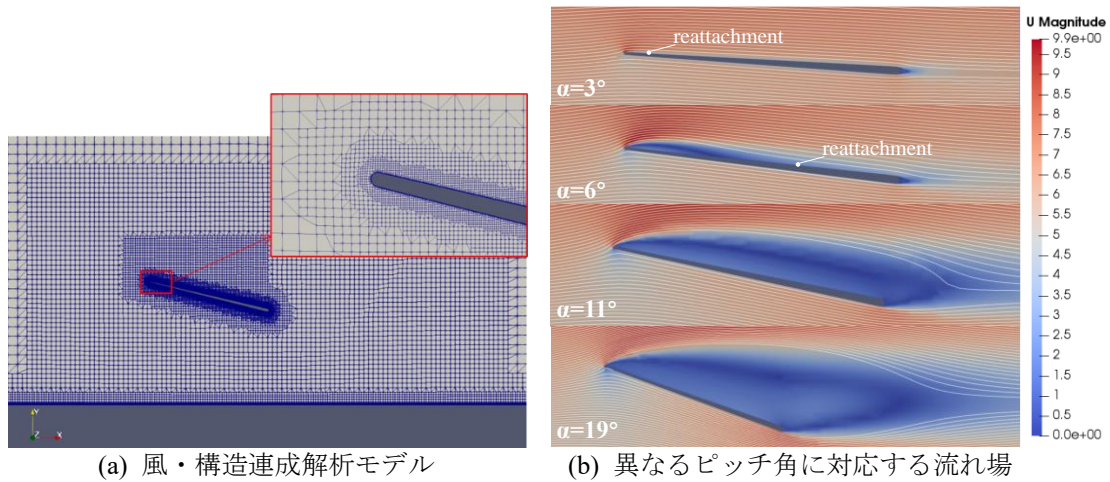 Y
Z
X
reattachment
α=3°
reattachment
α=6°
α=11°
α=19°
U Magnitude
9.9e+00
9.5
9
8.5
8
7.5
7
6.5
6
5.5
5
4.5
4
3.5
3
2.5
2
1.5
1
0.5
0.0e+00
(a) 風・構造連成解析モデル
(b) 異なるピッチ角に対応する流れ場